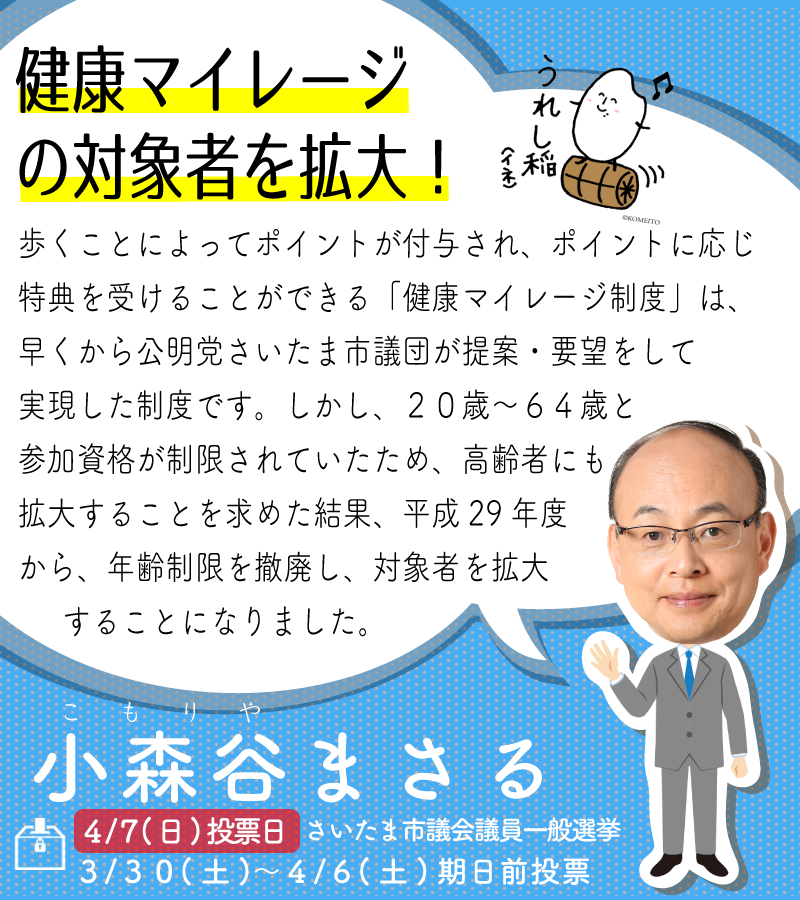 健康マイレージ
の対象者を拡大！
うれし稲
（イネ）
©KOMEITO
歩くことによってポイントが付与され、ポイントに応じ
特典を受けることができる「健康マイレージ制度」は、
早くから公明党さいたま市議団が提案・要望をして
実現した制度です。しかし、２０歳〜６４歳と
参加資格が制限されていたため、高齢者にも
拡大することを求めた結果、平成29年度
から、年齢制限を撤廃し、対象者を拡大
することになりました。
こもりや
小森谷まさる
4/7(日)投票日 さいたま市議会議員一般選挙
3/30(土)〜4/6(土)期日前投票